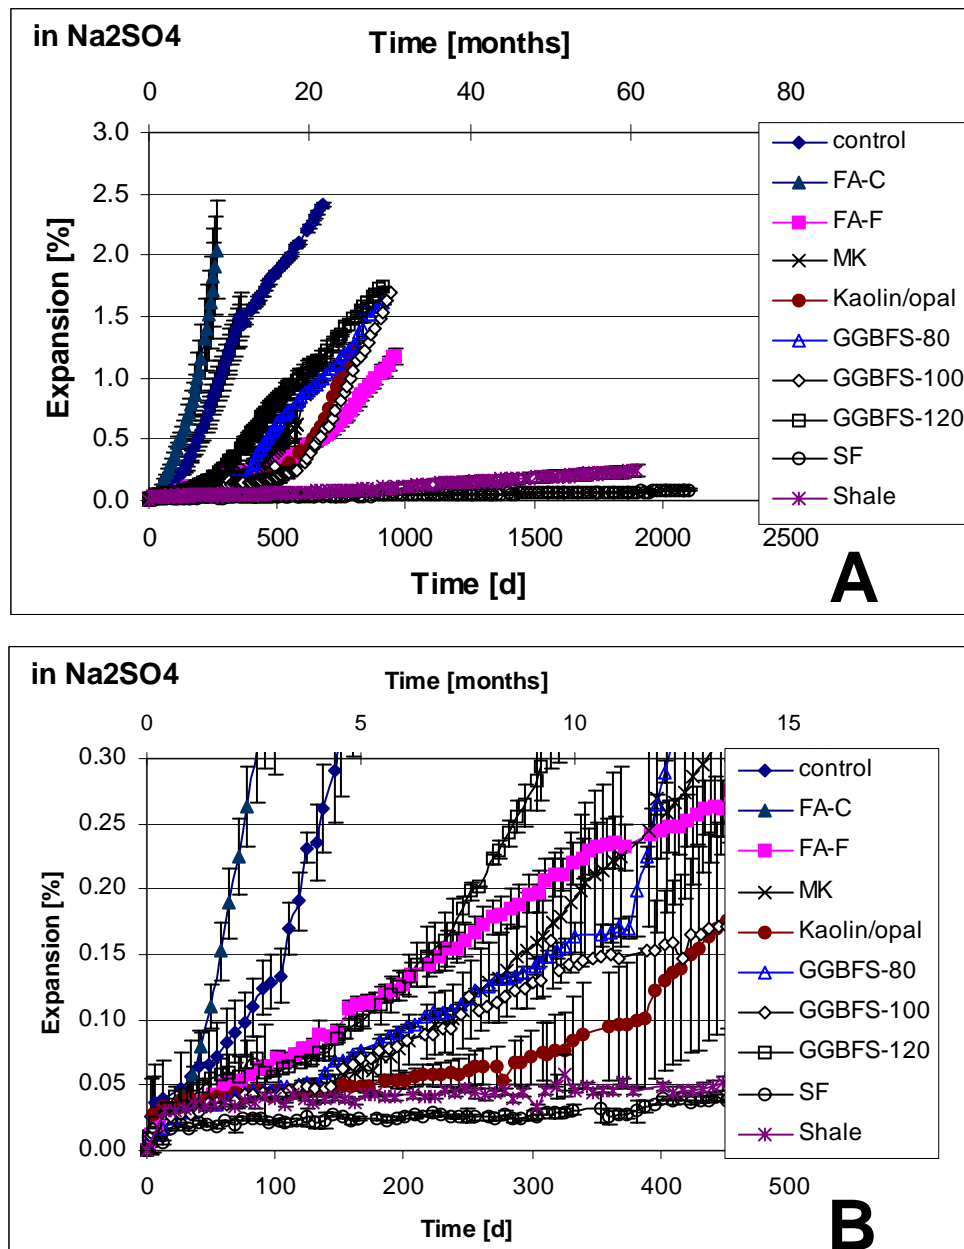 in Na2SO4
Time [months]
0 20 40 60 80
3.0
2.5
2.0
1.5
1.0
0.5
0.0
Expansion [%]
0 500 1000 1500 2000 2500
Time [d]
control
FA-C
FA-F
MK
Kaolin/opal
GGBFS-80
GGBFS-100
GGBFS-120
SF
Shale
A
in Na2SO4
Time [months]
0 5 10 15
0.30
0.25
0.20
0.15
0.10
0.05
0.00
Expansion [%]
0 100 200 300 400 500
Time [d]
control
FA-C
FA-F
MK
Kaolin/opal
GGBFS-80
GGBFS-100
GGBFS-120
SF
Shale
B